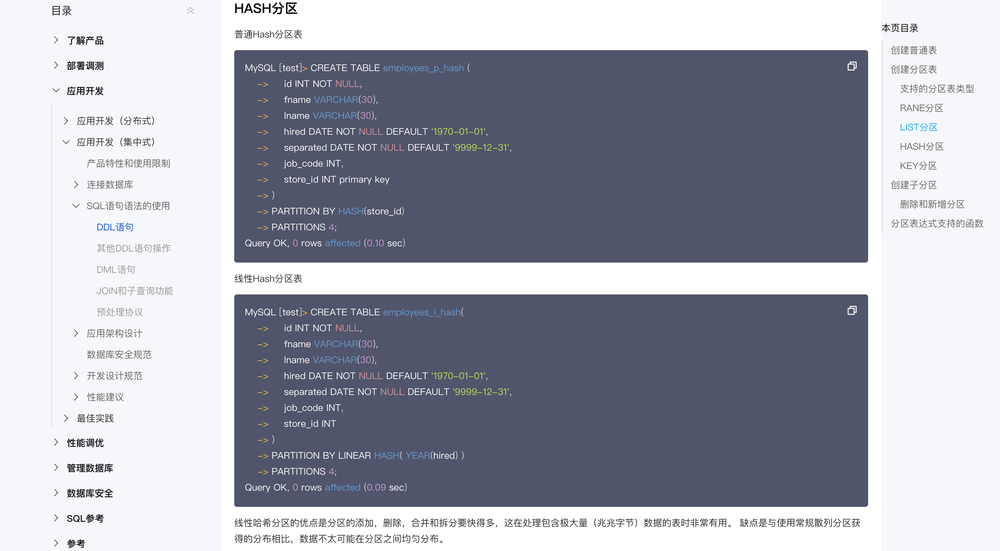 目录
了解产品
部署调测
应用开发
应用开发（分布式）
应用开发（集中式）
产品特性和使用限制
连接数据库
SQL语句语法的使用
DDL语句
其他DDL语句操作
DML语句
JOIN和子查询功能
预处理协议
应用架构设计
数据库安全规范
开发设计规范
性能建议
最佳实践
性能调优
管理数据库
数据库安全
SQL参考
参考
HASH分区
普通Hash分区表
MySQL [test]> CREATE TABLE employees_p_hash (
-> id INT NOT NULL,
-> fname VARCHAR(30),
-> lname VARCHAR(30),
-> hired DATE NOT NULL DEFAULT '1970-01-01',
-> separated DATE NOT NULL DEFAULT '9999-12-31',
-> job_code INT,
-> store_id INT primary key
-> )
-> PARTITION BY HASH(store_id)
-> PARTITIONS 4;
Query OK, 0 rows affected (0.10 sec)
线性Hash分区表
MySQL [test]> CREATE TABLE employees_l_hash(
-> id INT NOT NULL,
-> fname VARCHAR(30),
-> lname VARCHAR(30),
-> hired DATE NOT NULL DEFAULT '1970-01-01',
-> separated DATE NOT NULL DEFAULT '9999-12-31',
-> job_code INT,
-> store_id INT
-> )
-> PARTITION BY LINEAR HASH( YEAR(hired) )
-> PARTITIONS 4;
Query OK, 0 rows affected (0.09 sec)
线性哈希分区的优点是分区的添加，删除，合并和拆分要快得多，这在处理包含极大量（兆兆字节）数据的表时非常有用。 缺点是与使用常规散列分区获
得的分布相比，数据不太可能在分区之间均匀分布。
本页目录
创建普通表
创建分区表
支持的分区表类型
RANE分区
LIST分区
HASH分区
KEY分区
创建子分区
删除和新增分区
分区表达式支持的函数